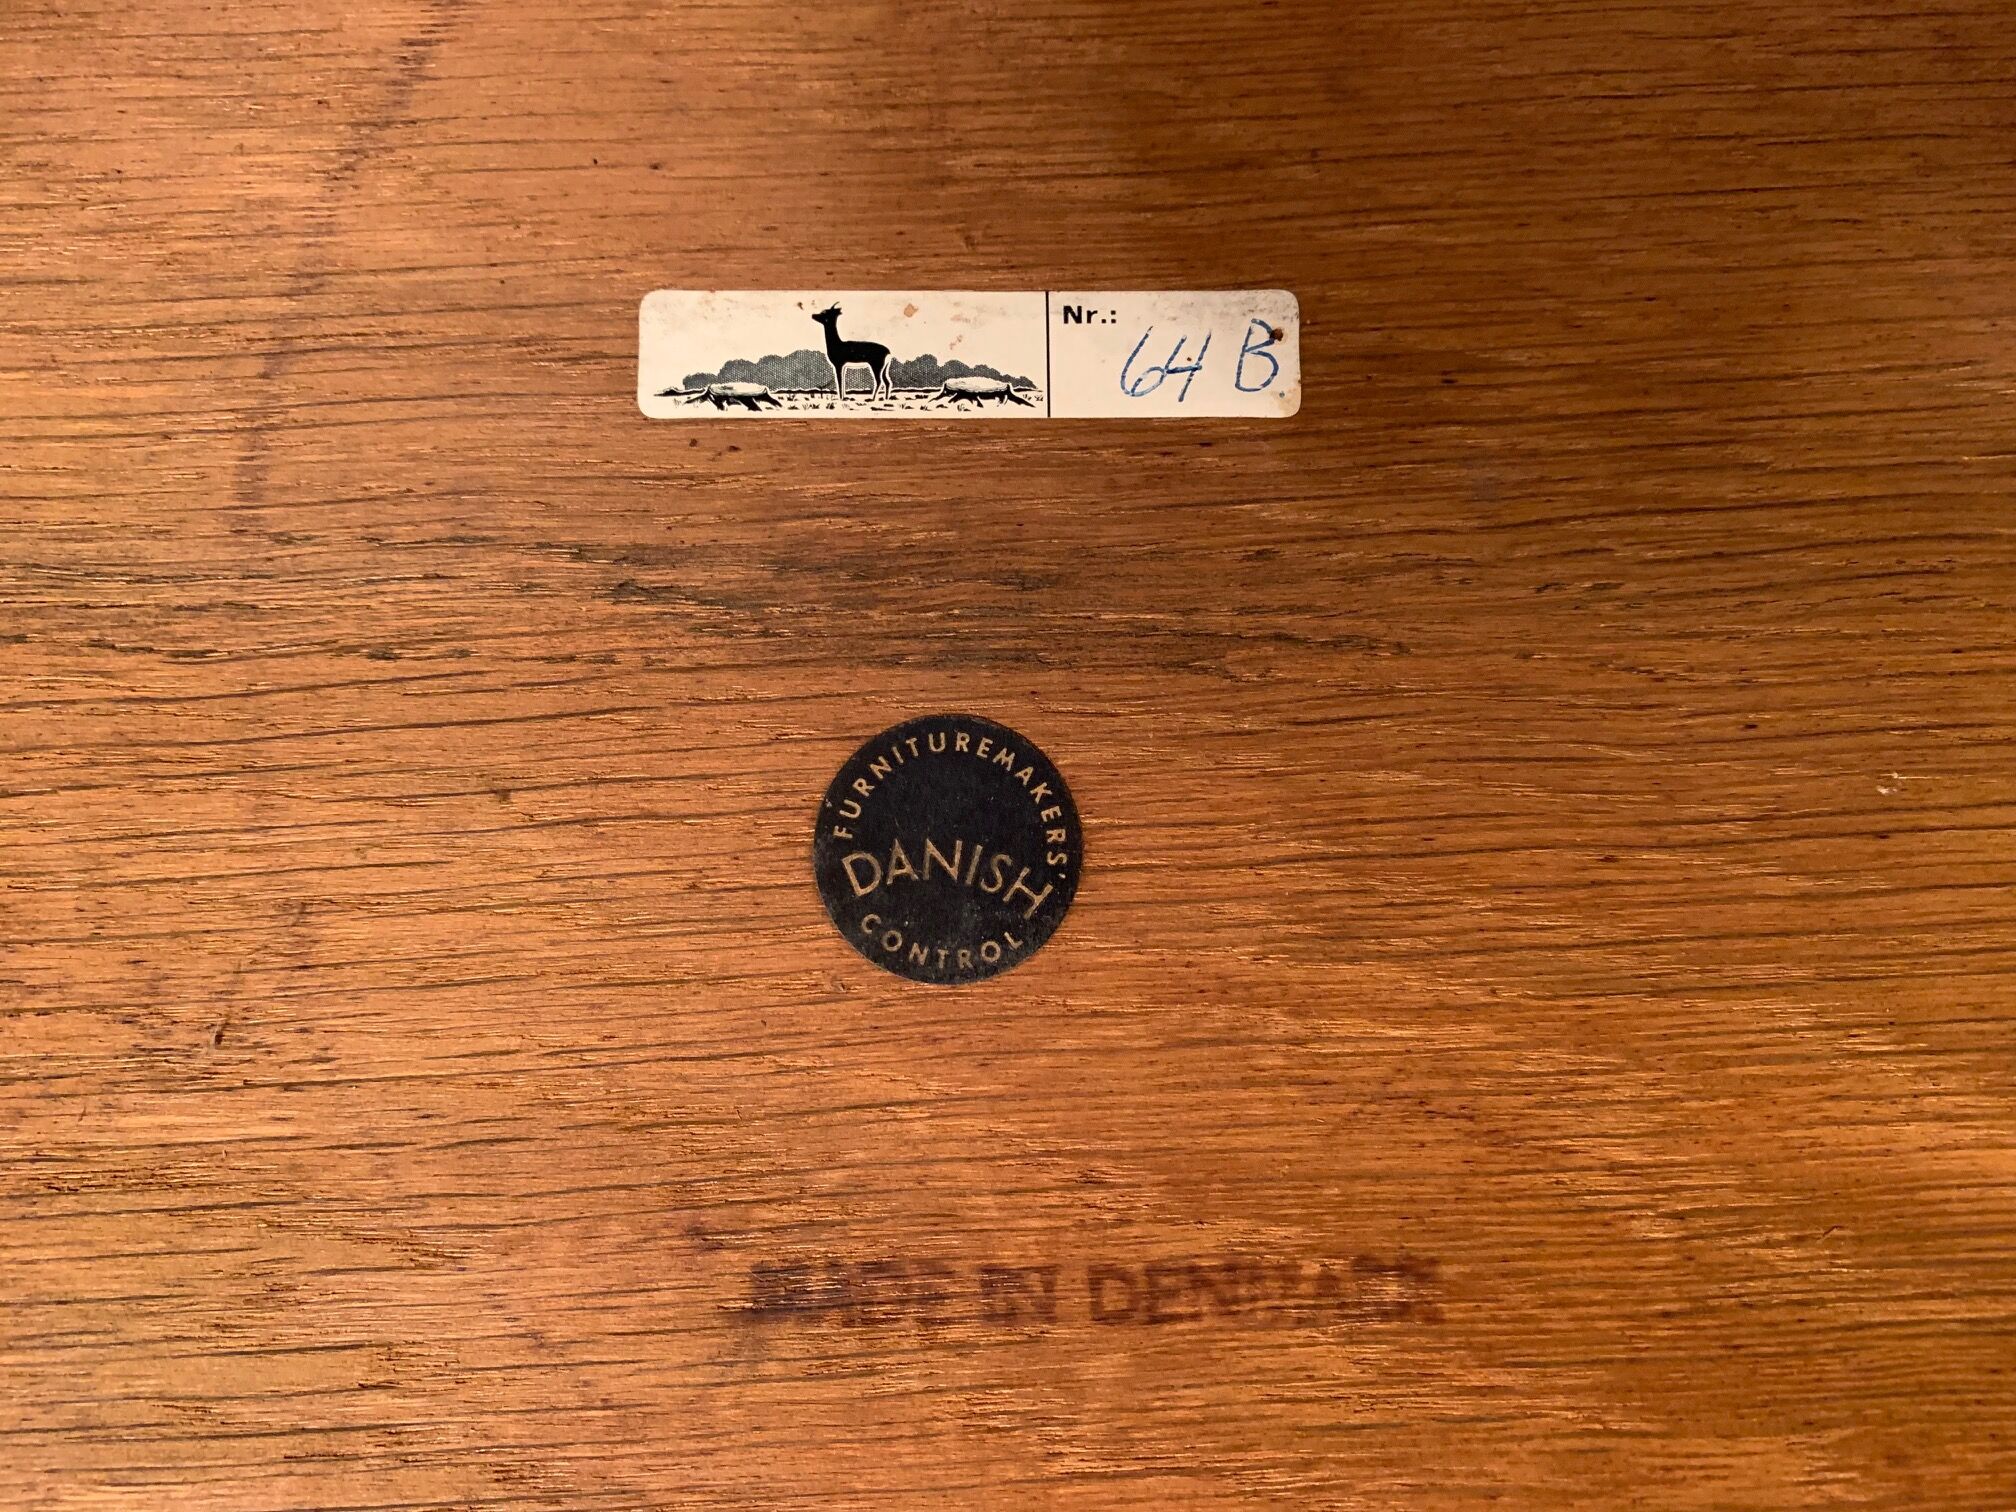 Nr.:
64 B.
FURNITUREMAKERS'
DANISH
CONTROL
MADE IN DENMARK